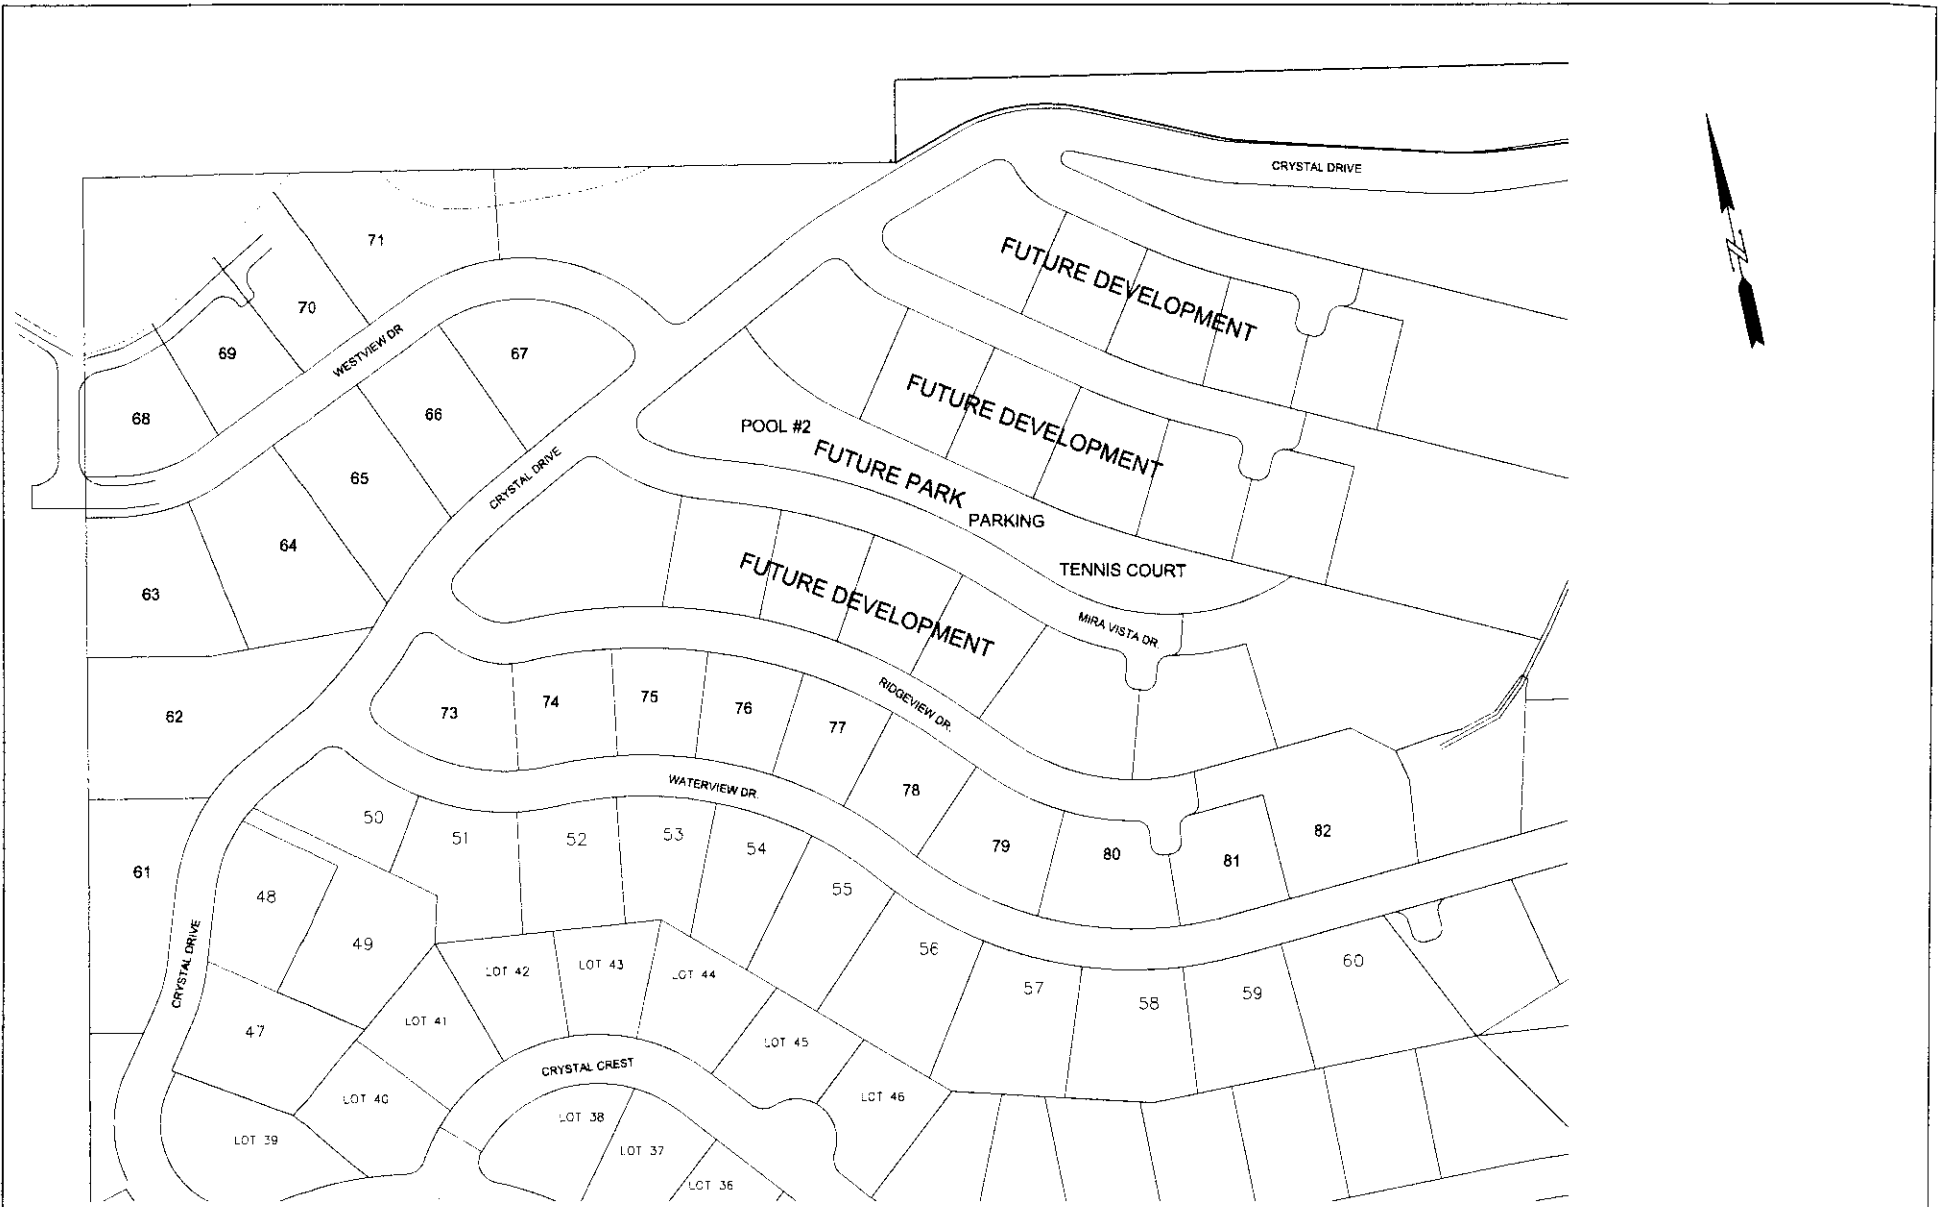 CRYSTAL DRIVE
71
FUTURE DEVELOPMENT
N
70
WESTVIEW DR
67
69
68
66
FUTURE DEVELOPMENT
POOL #2
FUTURE PARK
PARKING
65
CRYSTAL DRIVE
64
TENNIS COURT
63
FUTURE DEVELOPMENT
MIRA VISTA DR.
62
73
74
75
76
77
RIDGEVIEW DR.
78
WATERVIEW DR.
79
80
81
82
61
50
51
52
53
54
55
48
49
56
57
58
59
60
CRYSTAL DRIVE
47
LOT 42
LOT 43
LOT 44
LOT 41
LOT 45
CRYSTAL CREST
LOT 46
LOT 40
LOT 39
LOT 38
LOT 37
LOT 36